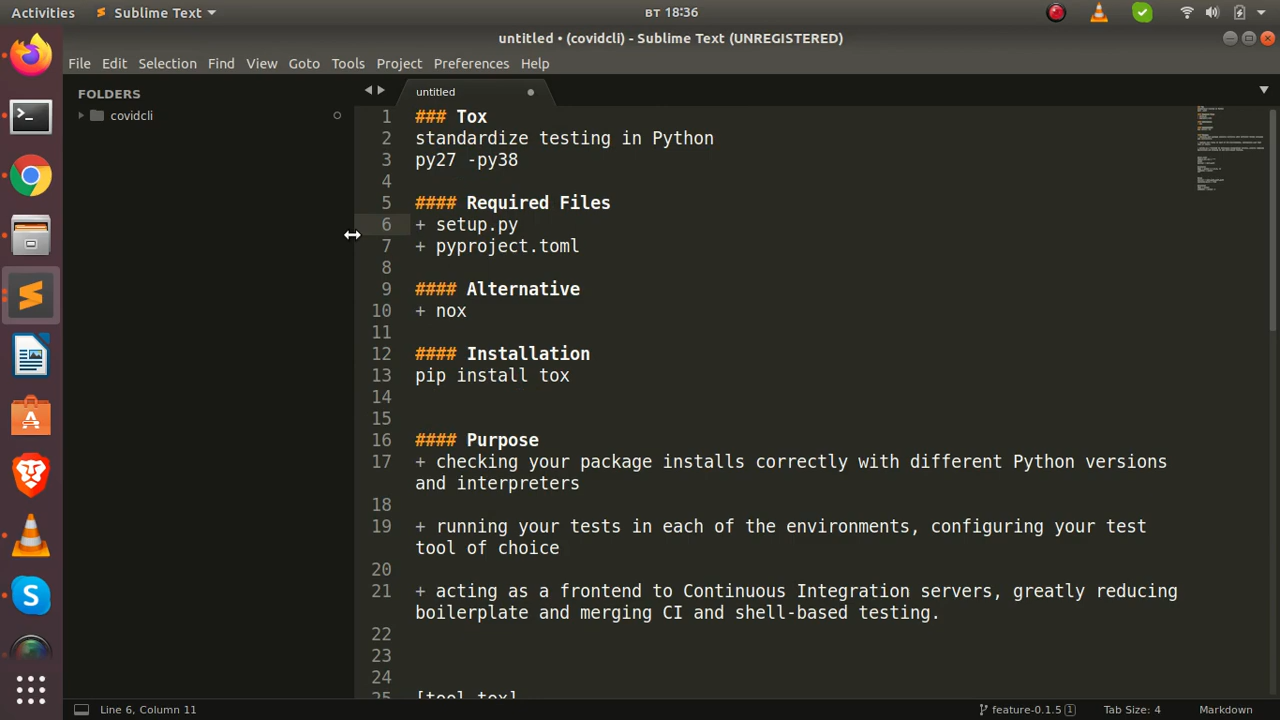 Activities
Sublime Text
вт 18:36
untitled • (covidcli) - Sublime Text (UNREGISTERED)
File Edit Selection Find View Goto Tools Project Preferences Help
FOLDERS
covidcli
untitled
1 ### Tox
2 standardize testing in Python
3 py27 -py38
4
5 #### Required Files
6 + setup.py
7 + pyproject.toml
8
9 #### Alternative
10 + nox
11
12 #### Installation
13 pip install tox
14
15
16 #### Purpose
17 + checking your package installs correctly with different Python versions
and interpreters
18
19 + running your tests in each of the environments, configuring your test
tool of choice
20
21 + acting as a frontend to Continuous Integration servers, greatly reducing
boilerplate and merging CI and shell-based testing.
22
23
24
25 [tool.tox]
Line 6, Column 11
feature-0.1.5 1
Tab Size: 4
Markdown